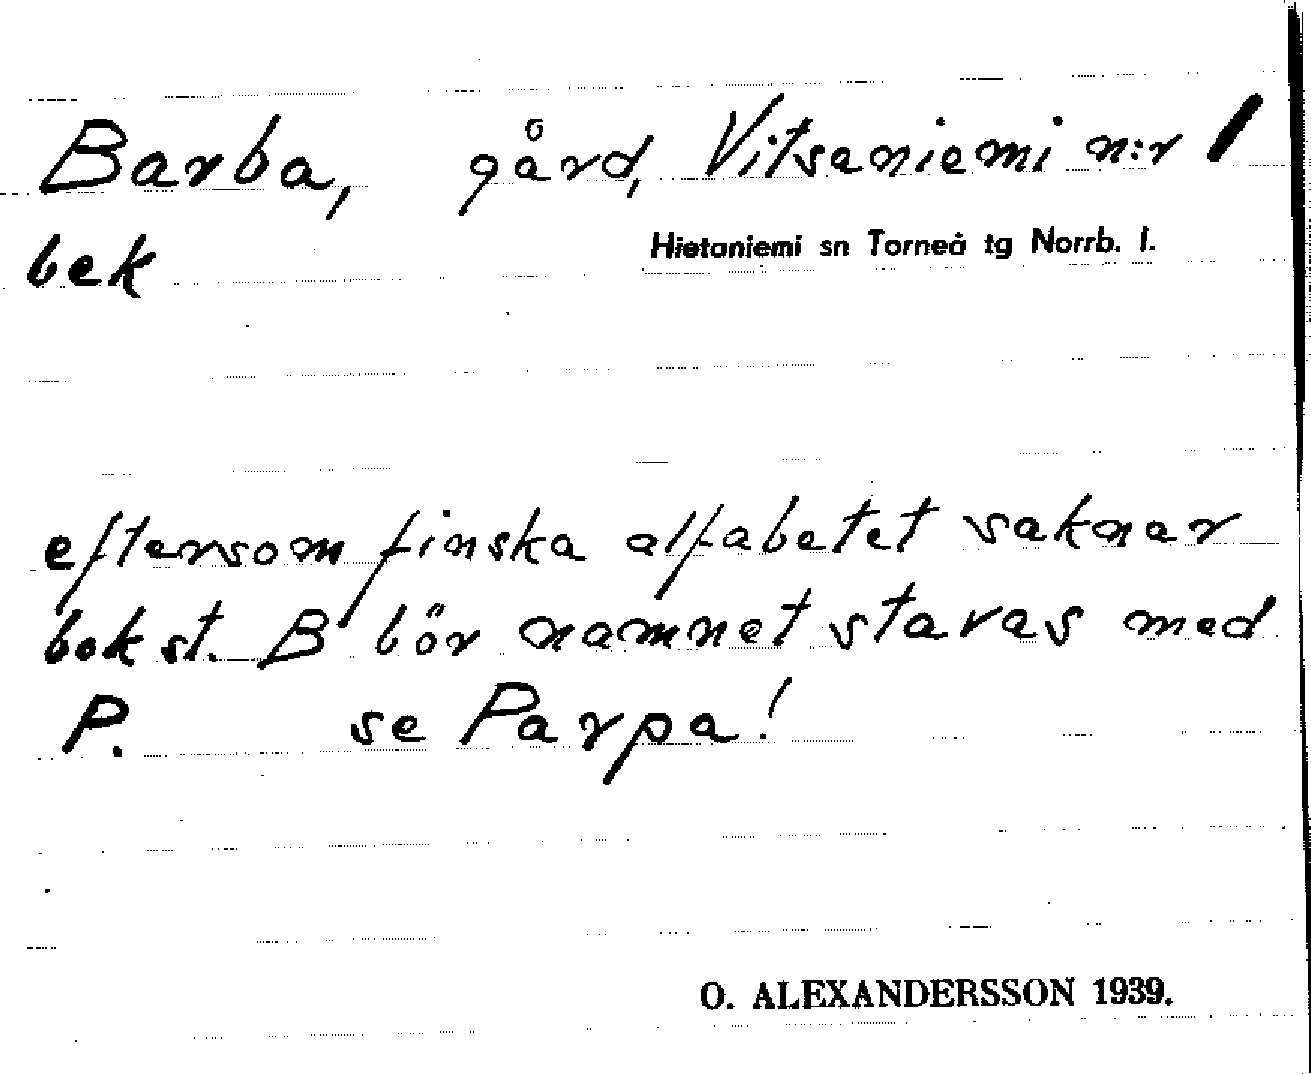 Barba, gård, Vitsaniemi n:r 1
bek Hietaniemi sn Torneå tg Norrb. l.
eftersom finska alfabetet saknar
bokst. B bör namnet stavas med
P. se Parpa!
O. ALEXANDERSSON 1939.